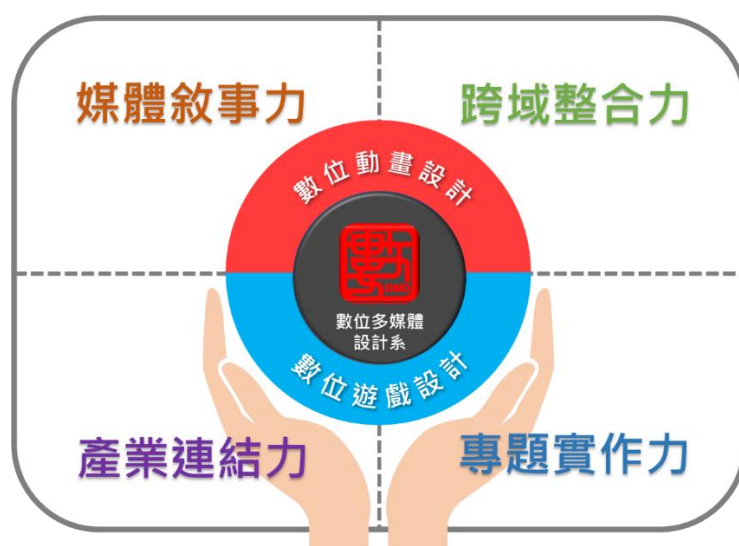 媒體敘事力
跨域整合力
數位動畫設計
DMD
數位多媒體
設計系
數位遊戲設計
產業連結力
專題實作力